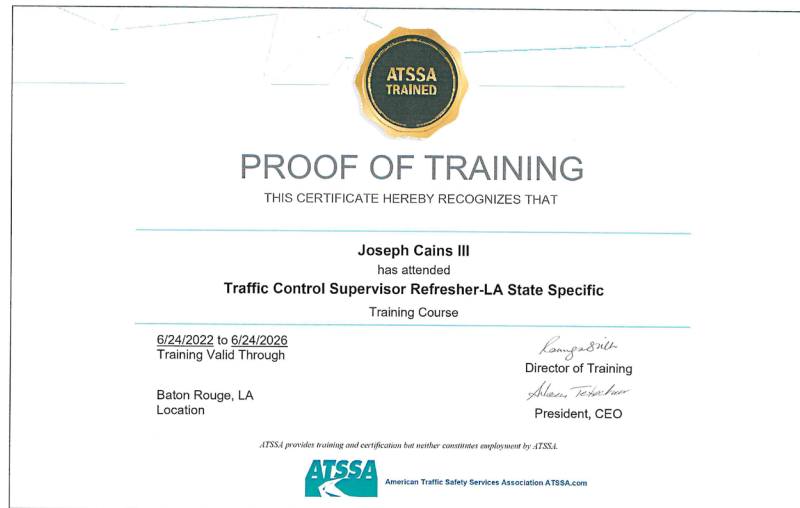 ATSSA
TRAINED
PROOF OF TRAINING
THIS CERTIFICATE HEREBY RECOGNIZES THAT
Joseph Cains III
has attended
Traffic Control Supervisor Refresher-LA State Specific
Training Course
6/24/2022 to 6/24/2026
Training Valid Through
Director of Training
Baton Rouge, LA
Location
President, CEO
ATSSA provides training and certification but neither constitutes employment by ATSSA.
ATSSA
American Traffic Safety Services Association ATSSA.com